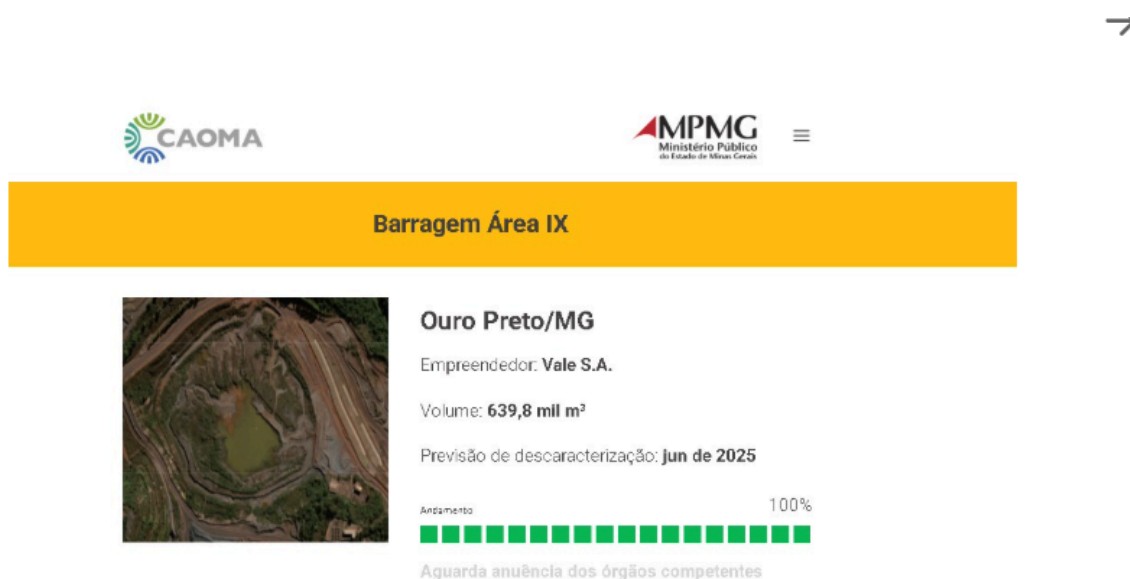 CAOMA
MPMG
Ministério Público
do Estado de Minas Gerais
Barragem Área IX
Ouro Preto/MG
Empreendedor: Vale S.A.
Volume: 639,8 mil m³
Previsão de descaracterização: jun de 2025
Andamento 100%
Aguarda anuência dos órgãos competentes